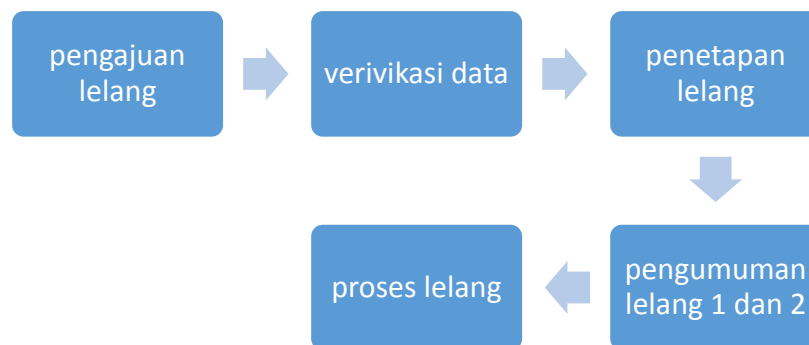 pengajuan
lelang
verivikasi data
penetapan
lelang
pengumuman
lelang 1 dan 2
proses lelang